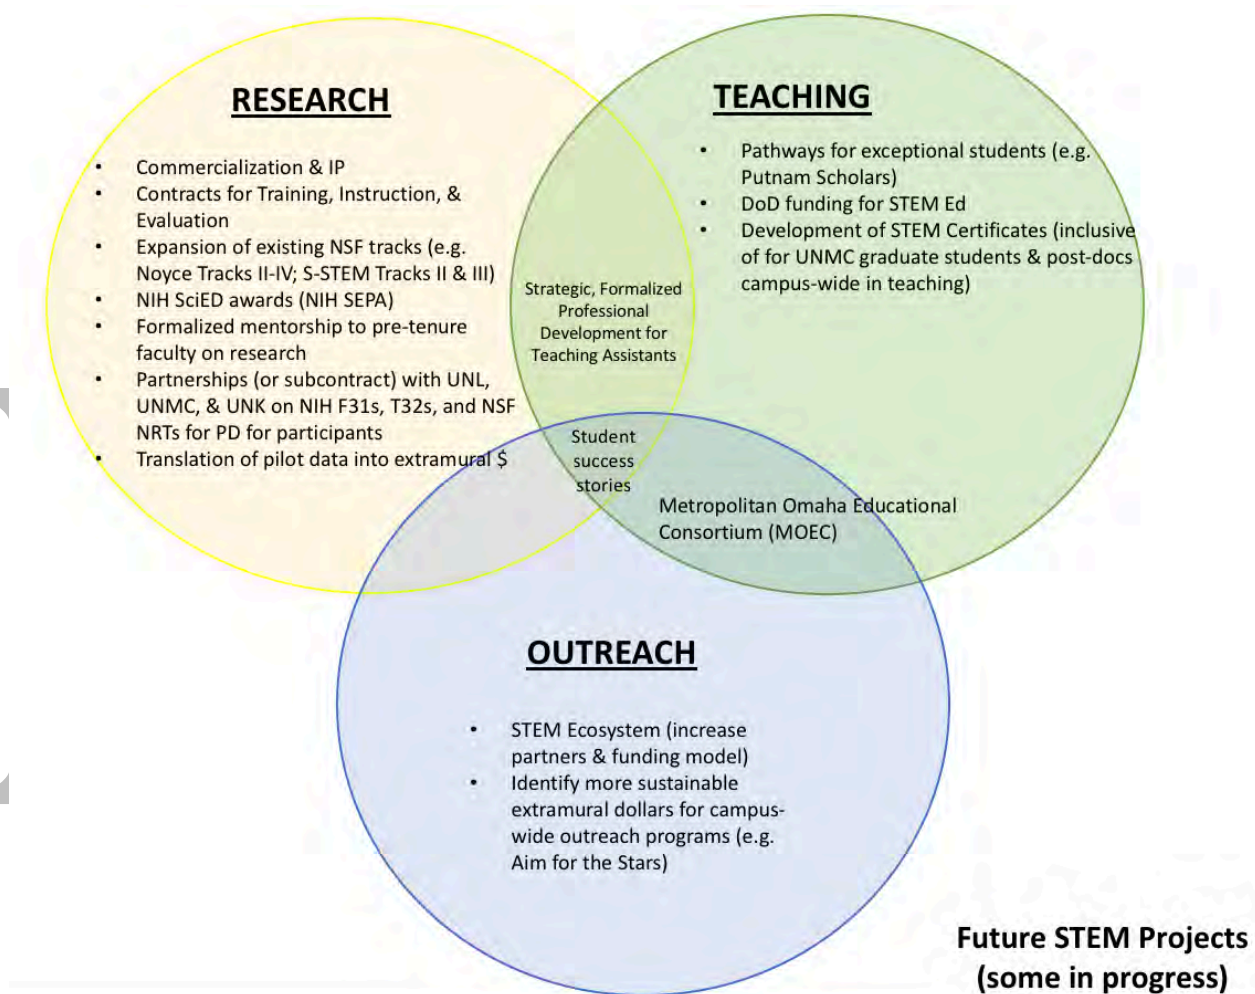 RESEARCH
• Commercialization & IP
• Contracts for Training, Instruction, &
Evaluation
• Expansion of existing NSF tracks (e.g.
Noyce Tracks II-IV; S-STEM Tracks II & III)
• NIH SciED awards (NIH SEPA)
• Formalized mentorship to pre-tenure
faculty on research
• Partnerships (or subcontract) with UNL,
UNMC, & UNK on NIH F31s, T32s, and NSF
NRTs for PD for participants
• Translation of pilot data into extramural $
TEACHING
• Pathways for exceptional students (e.g.
Putnam Scholars)
• DoD funding for STEM Ed
• Development of STEM Certificates (inclusive
of for UNMC graduate students & post-docs
campus-wide in teaching)
Strategic, Formalized
Professional
Development for
Teaching Assistants
Student
success
stories
Metropolitan Omaha Educational
Consortium (MOEC)
OUTREACH
• STEM Ecosystem (increase
partners & funding model)
• Identify more sustainable
extramural dollars for campus-
wide outreach programs (e.g.
Aim for the Stars)
Future STEM Projects
(some in progress)